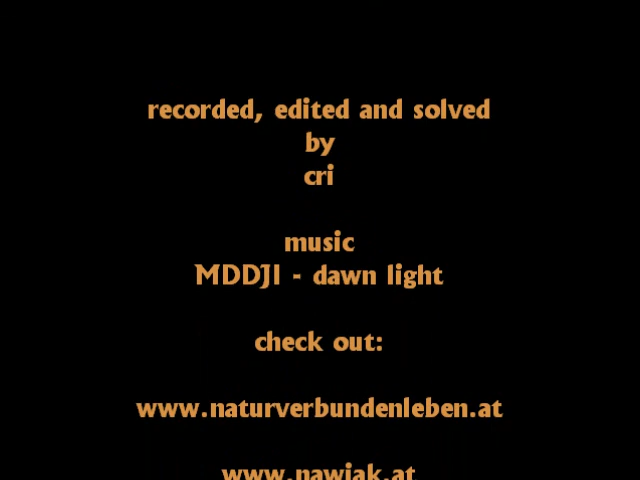 recorded, edited and solved
by
cri
music
MDDJI - dawn light
check out:
www.naturverbundenleben.at
www.nawiak.at